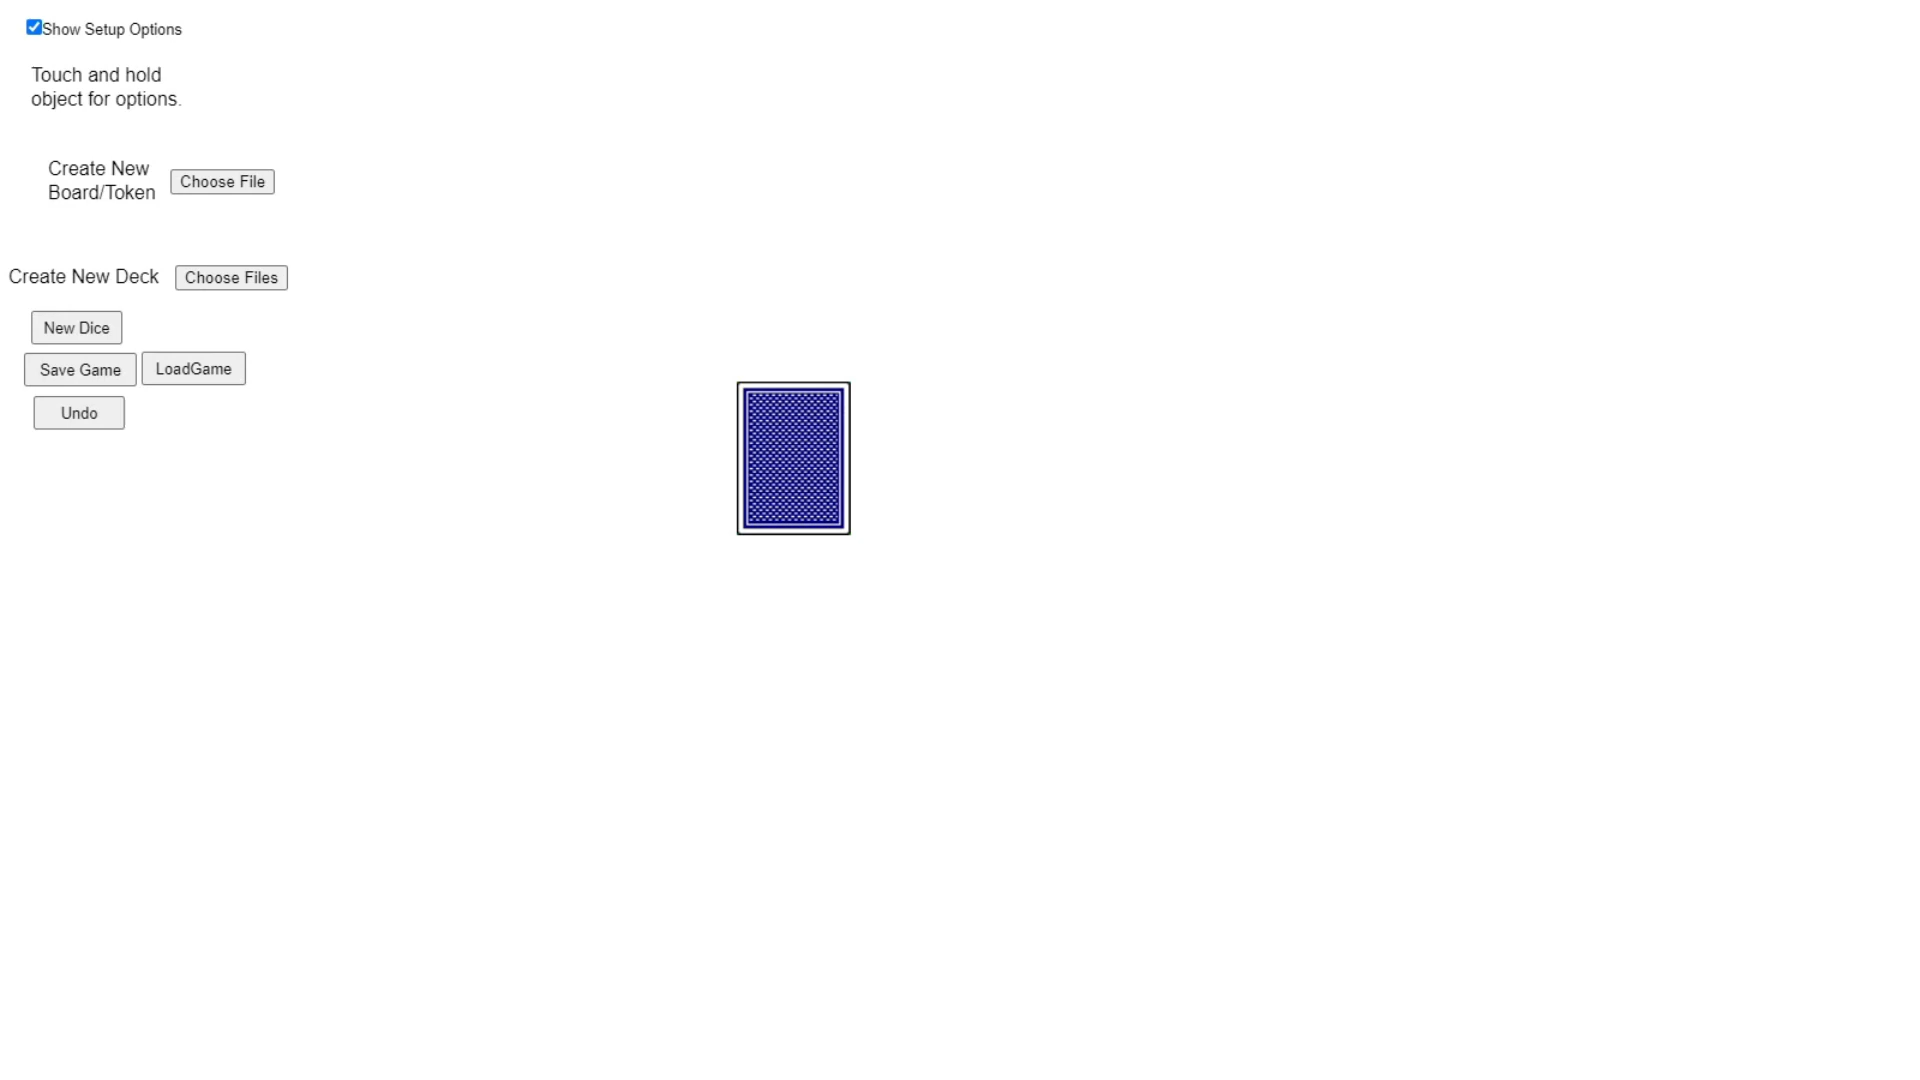 Show Setup Options
Touch and hold
object for options.
Create New
Board/Token
Choose File
Create New Deck
Choose Files
New Dice
Save Game
LoadGame
Undo